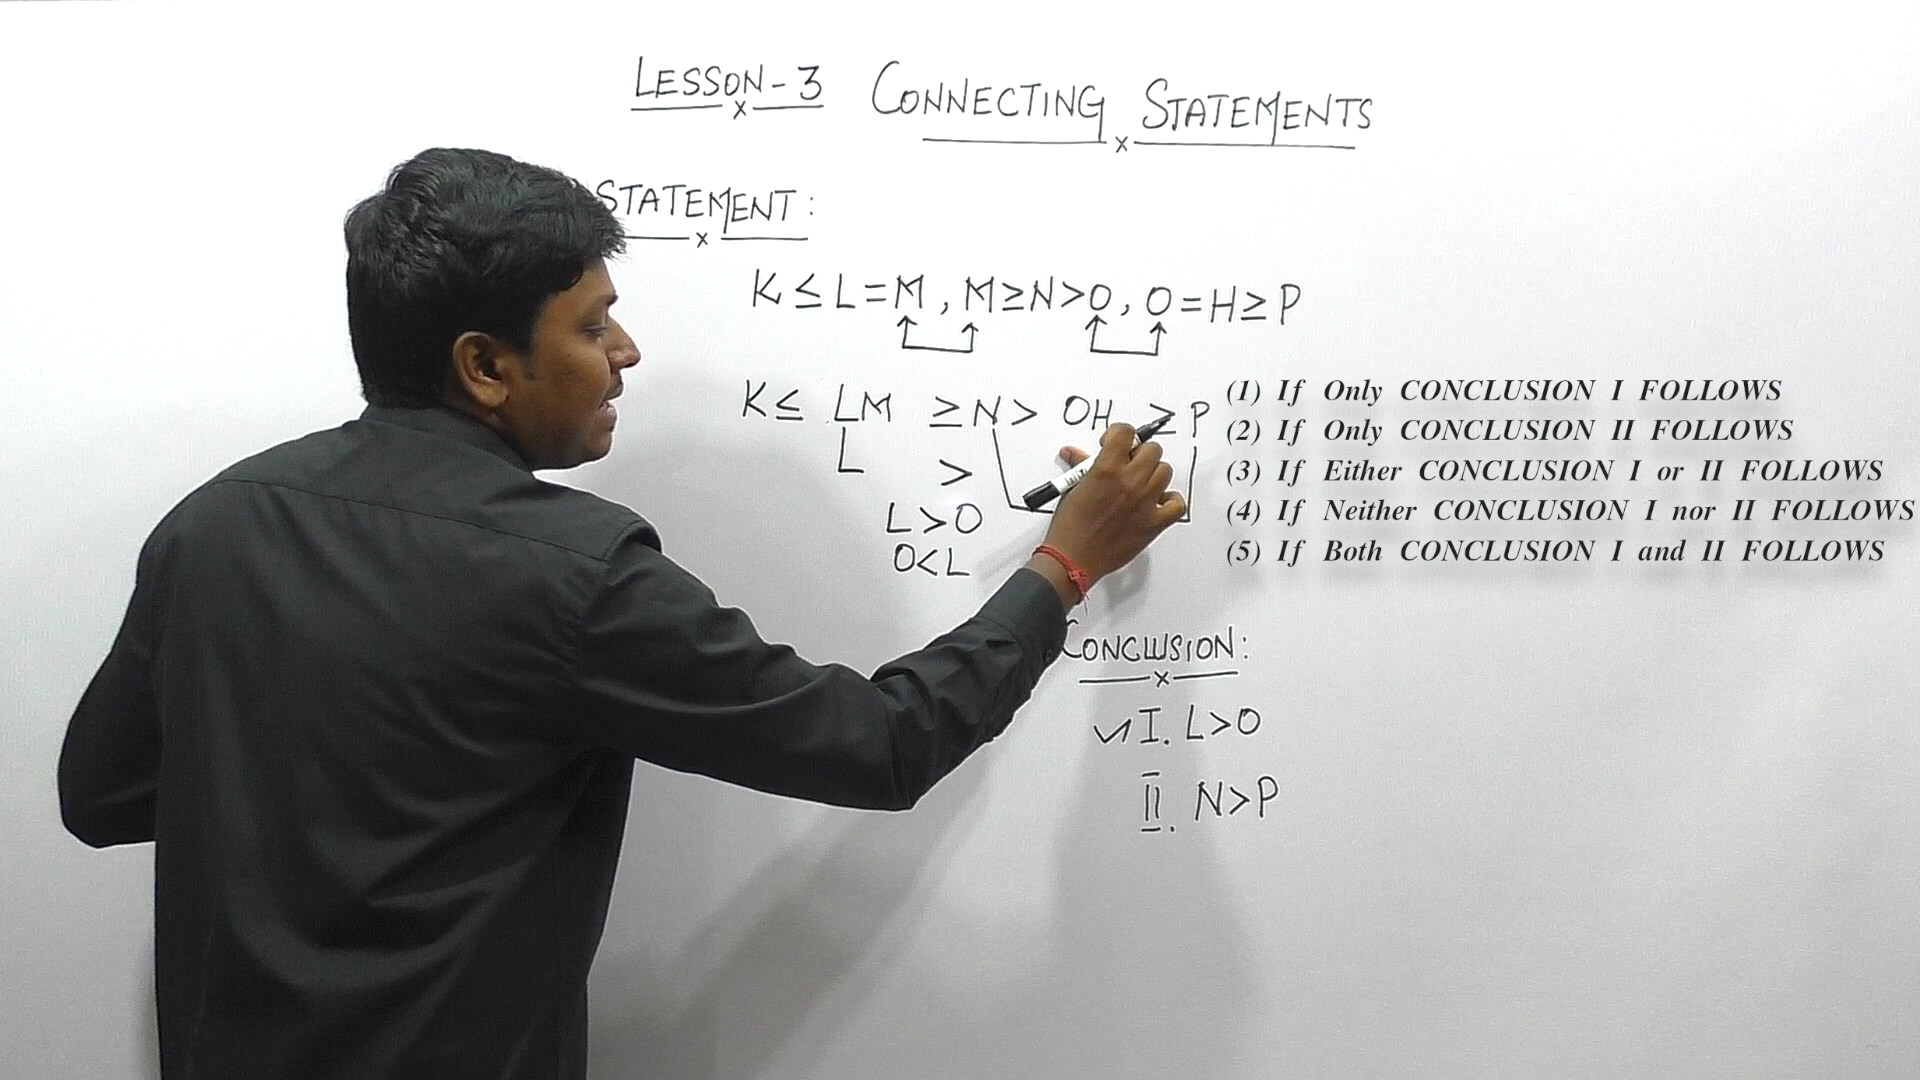 LESSON-3 CONNECTING STATEMENTS
STATEMENT:
K ≤ L = M , M ≥ N > O , O = H ≥ P
K ≤ LM ≥ N > OH ≥ P
L >
L > O
O < L
(1) If Only CONCLUSION I FOLLOWS
(2) If Only CONCLUSION II FOLLOWS
(3) If Either CONCLUSION I or II FOLLOWS
(4) If Neither CONCLUSION I nor II FOLLOWS
(5) If Both CONCLUSION I and II FOLLOWS
CONCLUSION:
✓ I. L > O
II. N > P